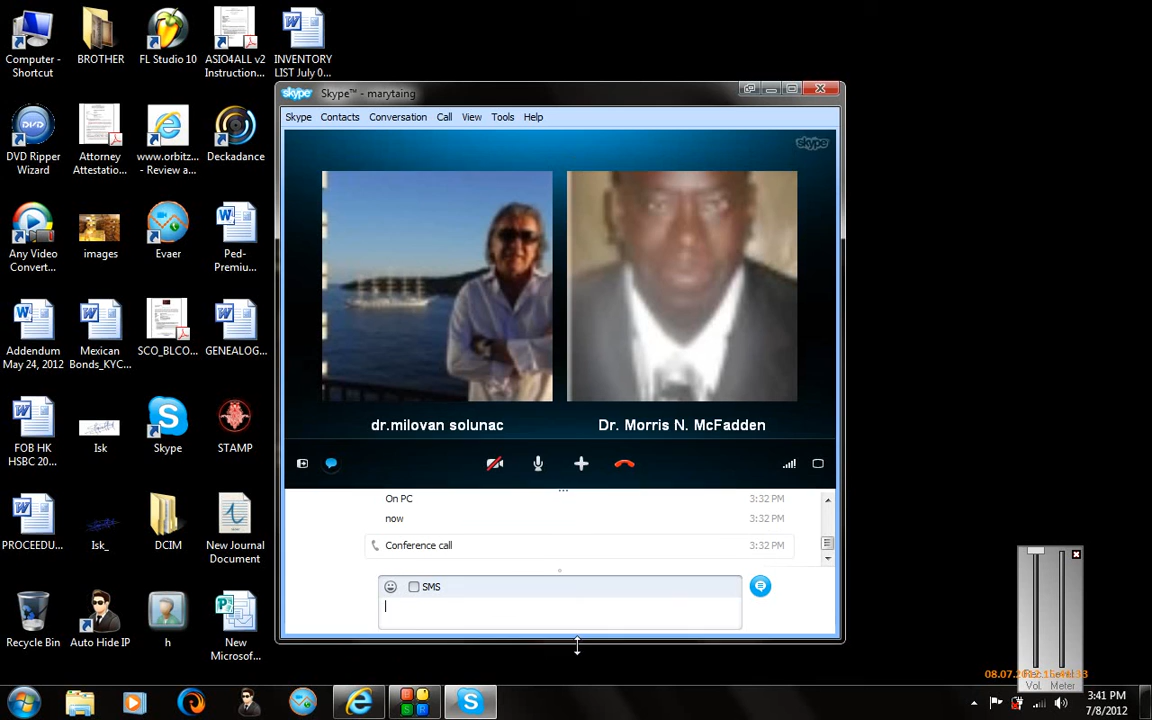 Computer - Shortcut
BROTHER
FL Studio 10
ASIO4ALL v2 Instruction...
INVENTORY LIST July 0...
DVD Ripper Wizard
Attorney Attestatio...
www.orbitz... - Review a...
Deckadance
Any Video Convert...
images
Evaer
Ped-Premiu...
Addendum May 24, 2012
Mexican Bonds_KYC...
SCO_BLCO...
GENEALOG...
FOB HK HSBC 20...
Isk
Skype
STAMP
PROCEEDU...
Isk_
DCIM
New Journal Document
Recycle Bin
Auto Hide IP
h
New Microsof...
Skype™ - marytaing
Skype Contacts Conversation Call View Tools Help
skype
dr.milovan solunac
Dr. Morris N. McFadden
On PC 3:32 PM
now 3:32 PM
Conference call 3:32 PM
SMS
Vol. Meter
3:41 PM
7/8/2012